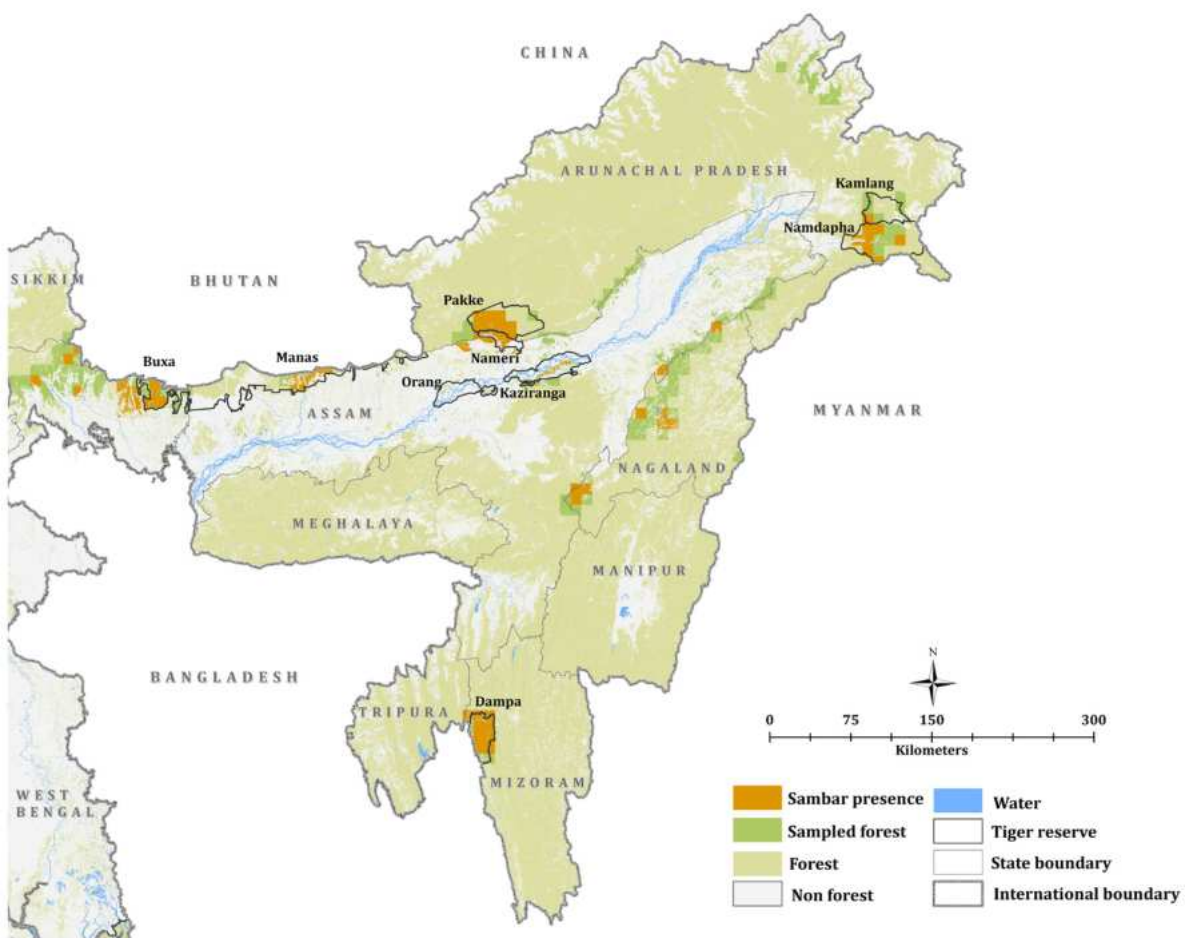 CHINA
ARUNACHAL PRADESH
Kamlang
Namdapha
SIKKIM
BHUTAN
Pakke
Buxa
Manas
Nameri
Orang
Kaziranga
ASSAM
MYANMAR
NAGALAND
MEGHALAYA
MANIPUR
BANGLADESH
N
Dampa
TRIPURA
0 75 150 300
Kilometers
MIZORAM
WEST
BENGAL
Sambar presence
Water
Sampled forest
Tiger reserve
Forest
State boundary
Non forest
International boundary